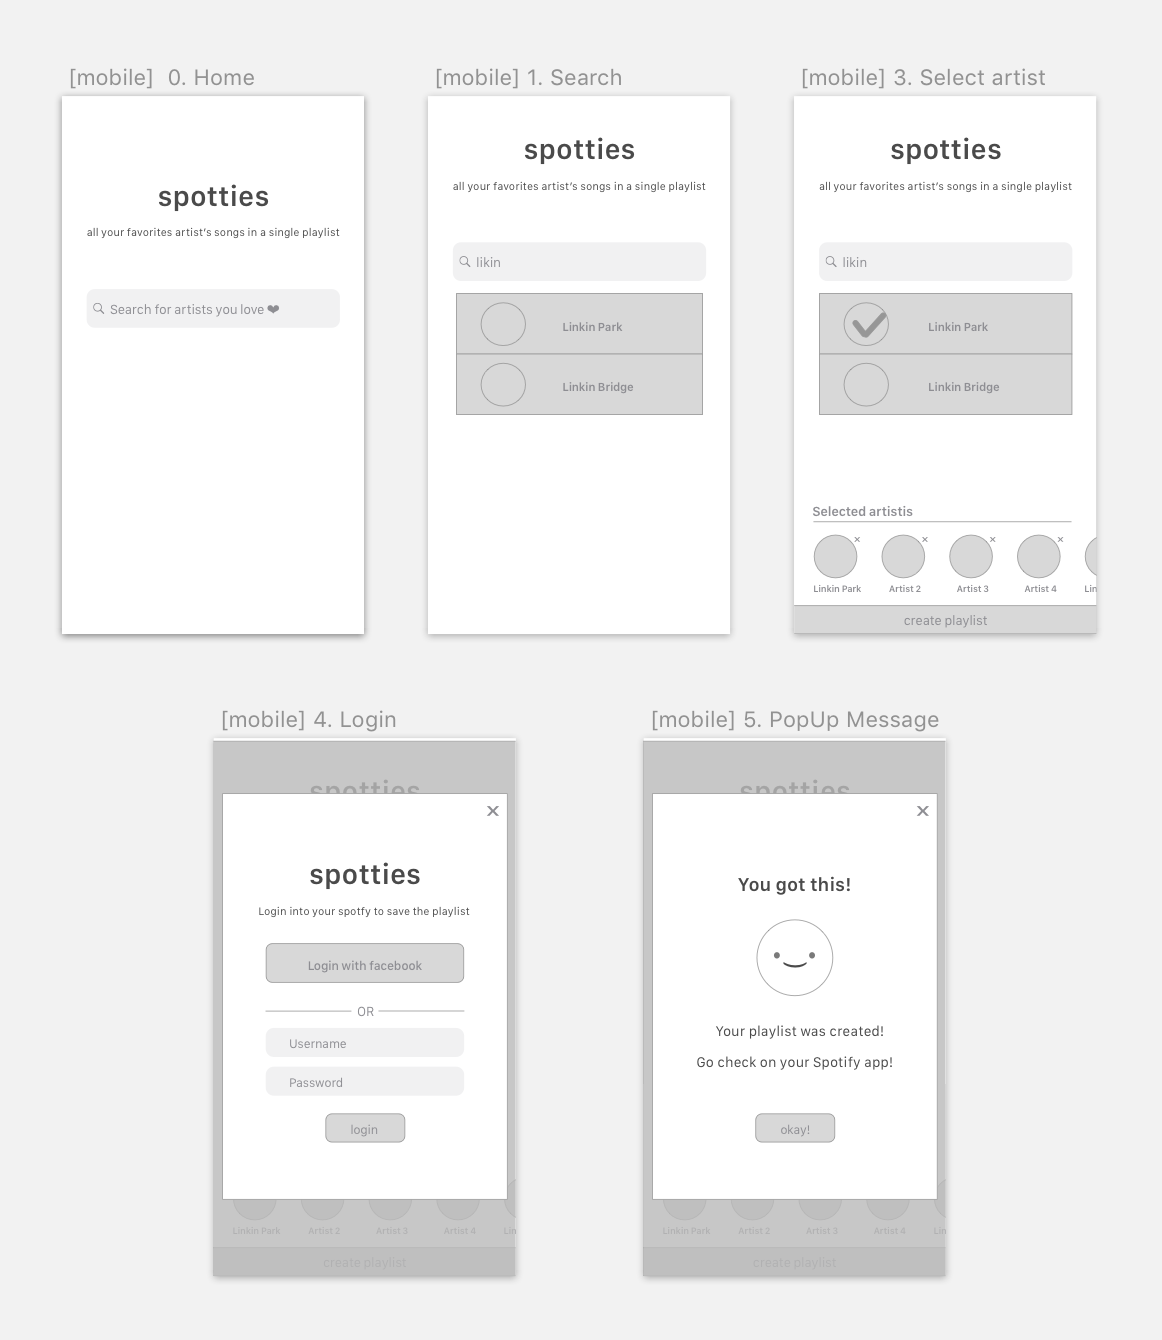 [mobile]  0. Home
spotties
all your favorites artist's songs in a single playlist
Search for artists you love ❤
[mobile] 1. Search
spotties
all your favorites artist's songs in a single playlist
likin
Linkin Park
Linkin Bridge
[mobile] 3. Select artist
spotties
all your favorites artist's songs in a single playlist
likin
Linkin Park
Linkin Bridge
Selected artistis
Linkin Park Artist 2 Artist 3 Artist 4 Lin
create playlist
[mobile] 4. Login
spotties
spotties
Login into your spotfy to save the playlist
Login with facebook
OR
Username
Password
login
Linkin Park Artist 2 Artist 3 Artist 4 Lin
create playlist
[mobile] 5. PopUp Message
spotties
You got this!
Your playlist was created!
Go check on your Spotify app!
okay!
Linkin Park Artist 2 Artist 3 Artist 4 Lin
create playlist